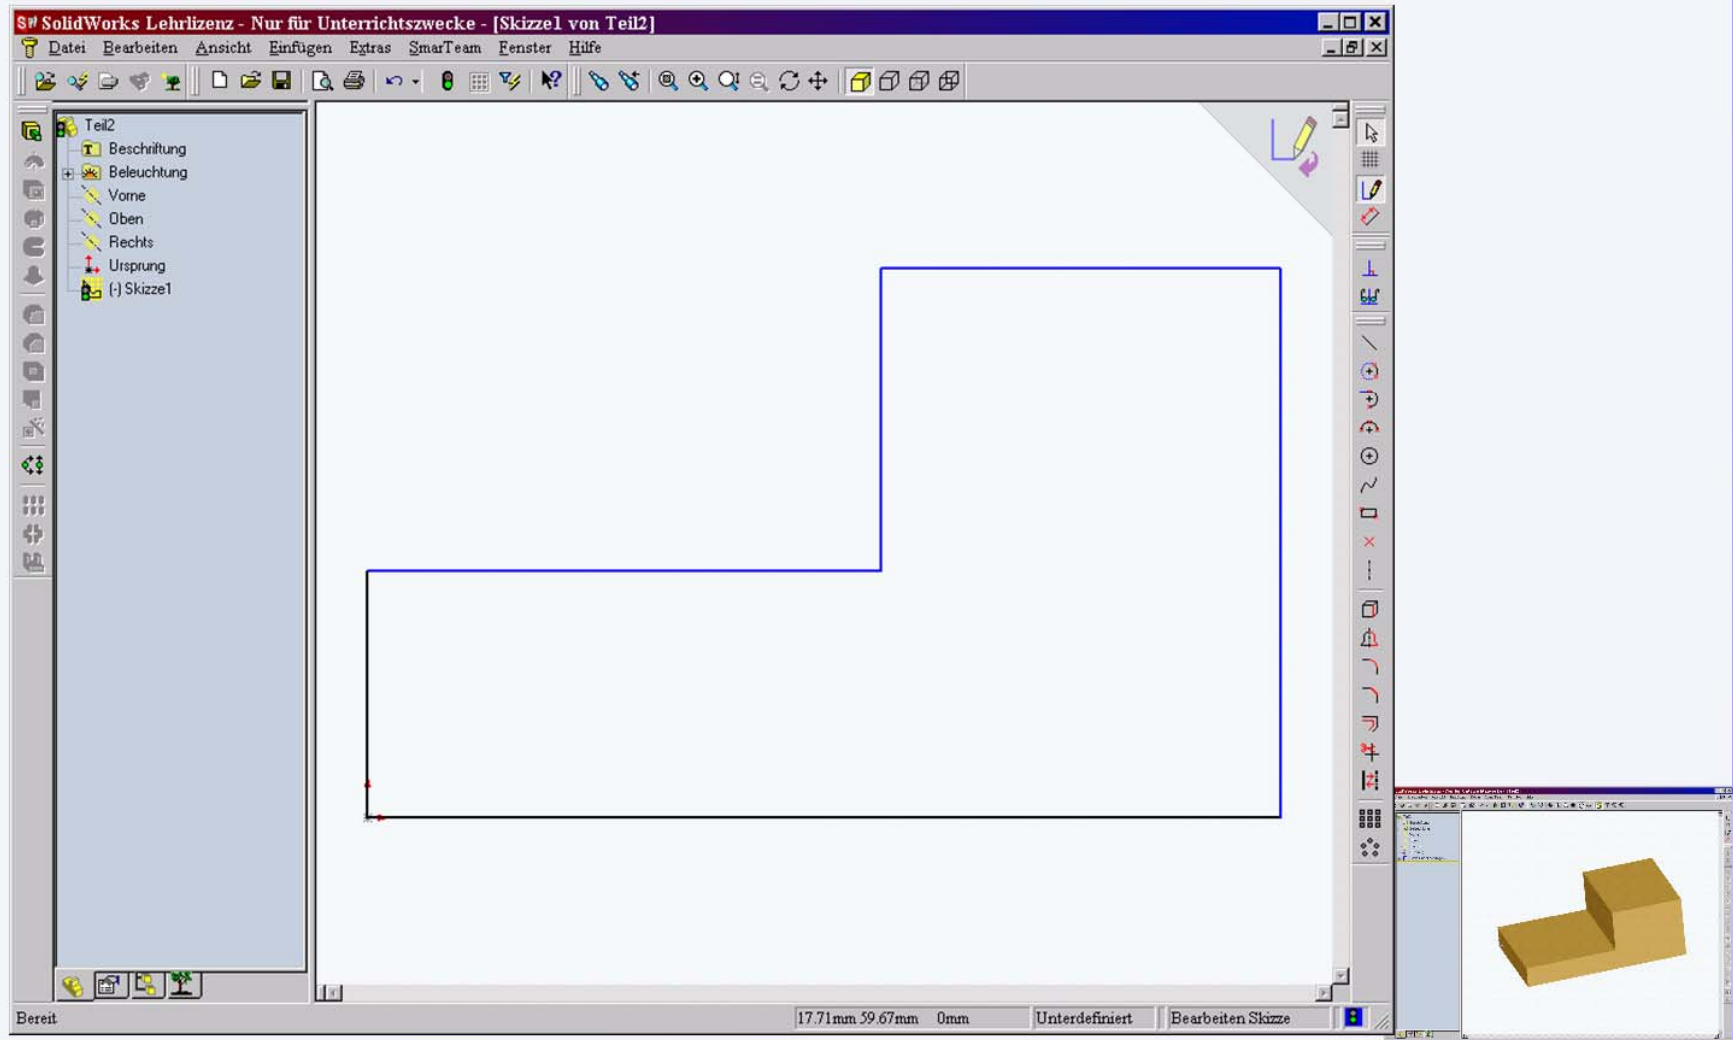 SW SolidWorks Lehrlizenz - Nur für Unterrichtszwecke - [Skizze1 von Teil2]
Datei Bearbeiten Ansicht Einfügen Extras SmarTeam Fenster Hilfe
Teil2
Beschriftung
Beleuchtung
Vorne
Oben
Rechts
Ursprung
(-) Skizze1
Bereit 17.71mm 59.67mm 0mm Unterdefiniert Bearbeiten Skizze